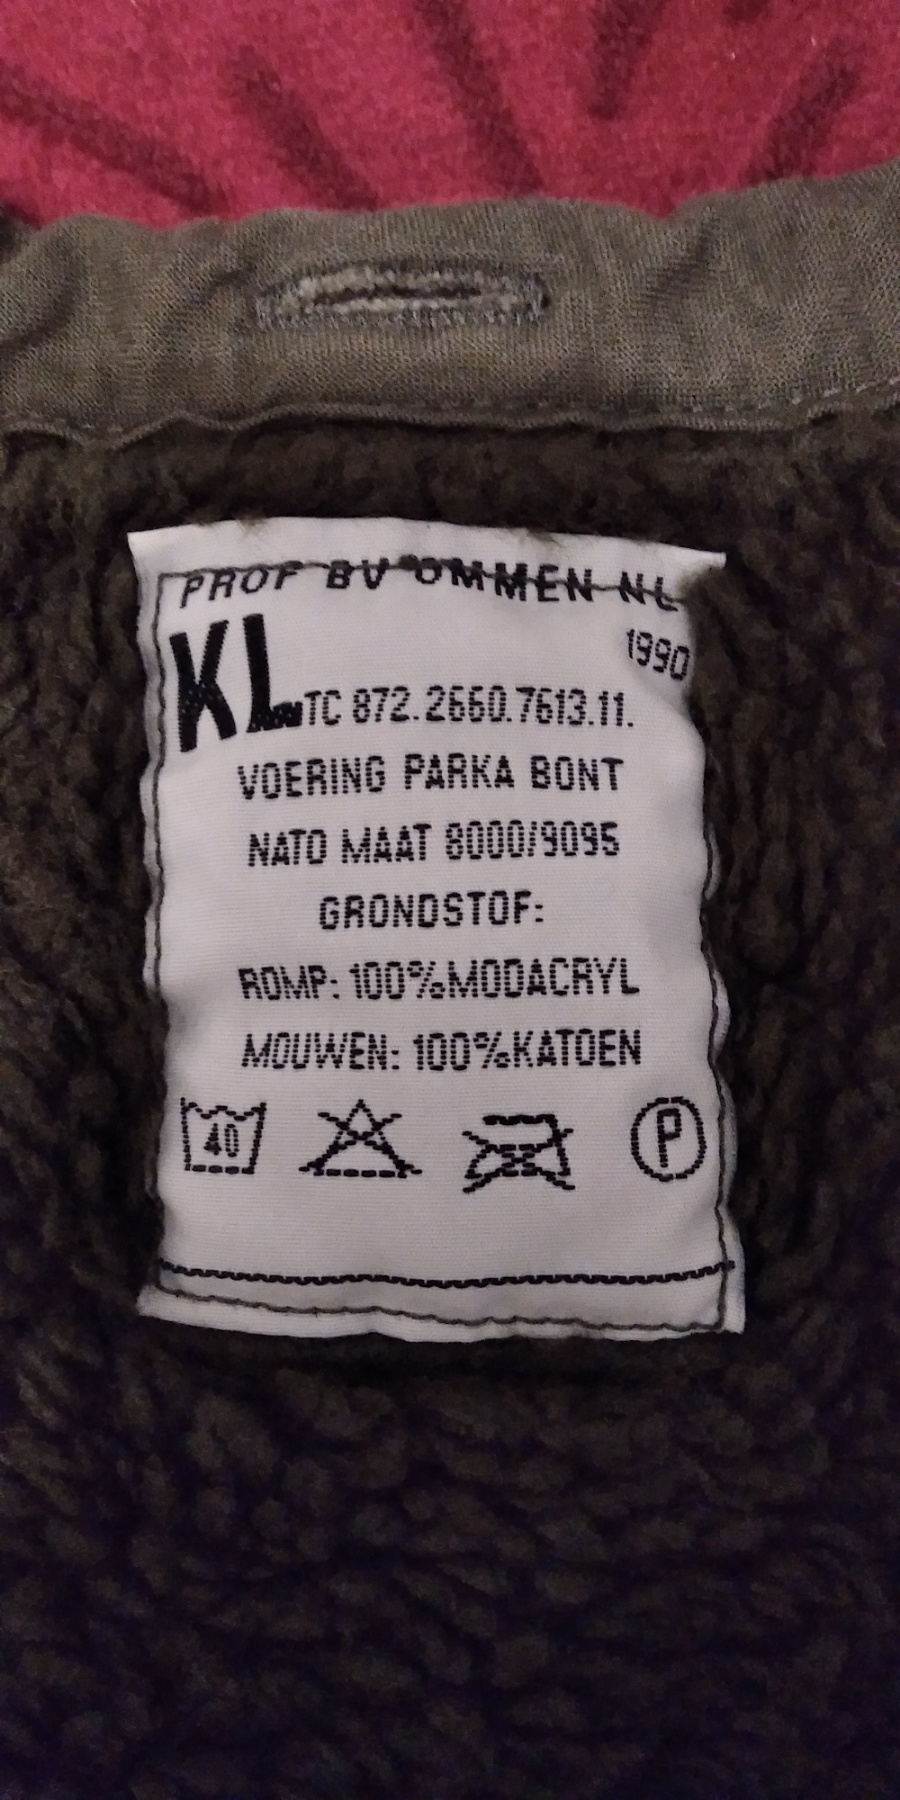 PROF BV OMMEN NL
1990
KL TC 872.2660.7613.11.
VOERING PARKA BONT
NATO MAAT 8000/9095
GRONDSTOF:
ROMP: 100%MODACRYL
MOUWEN: 100%KATOEN
40 P